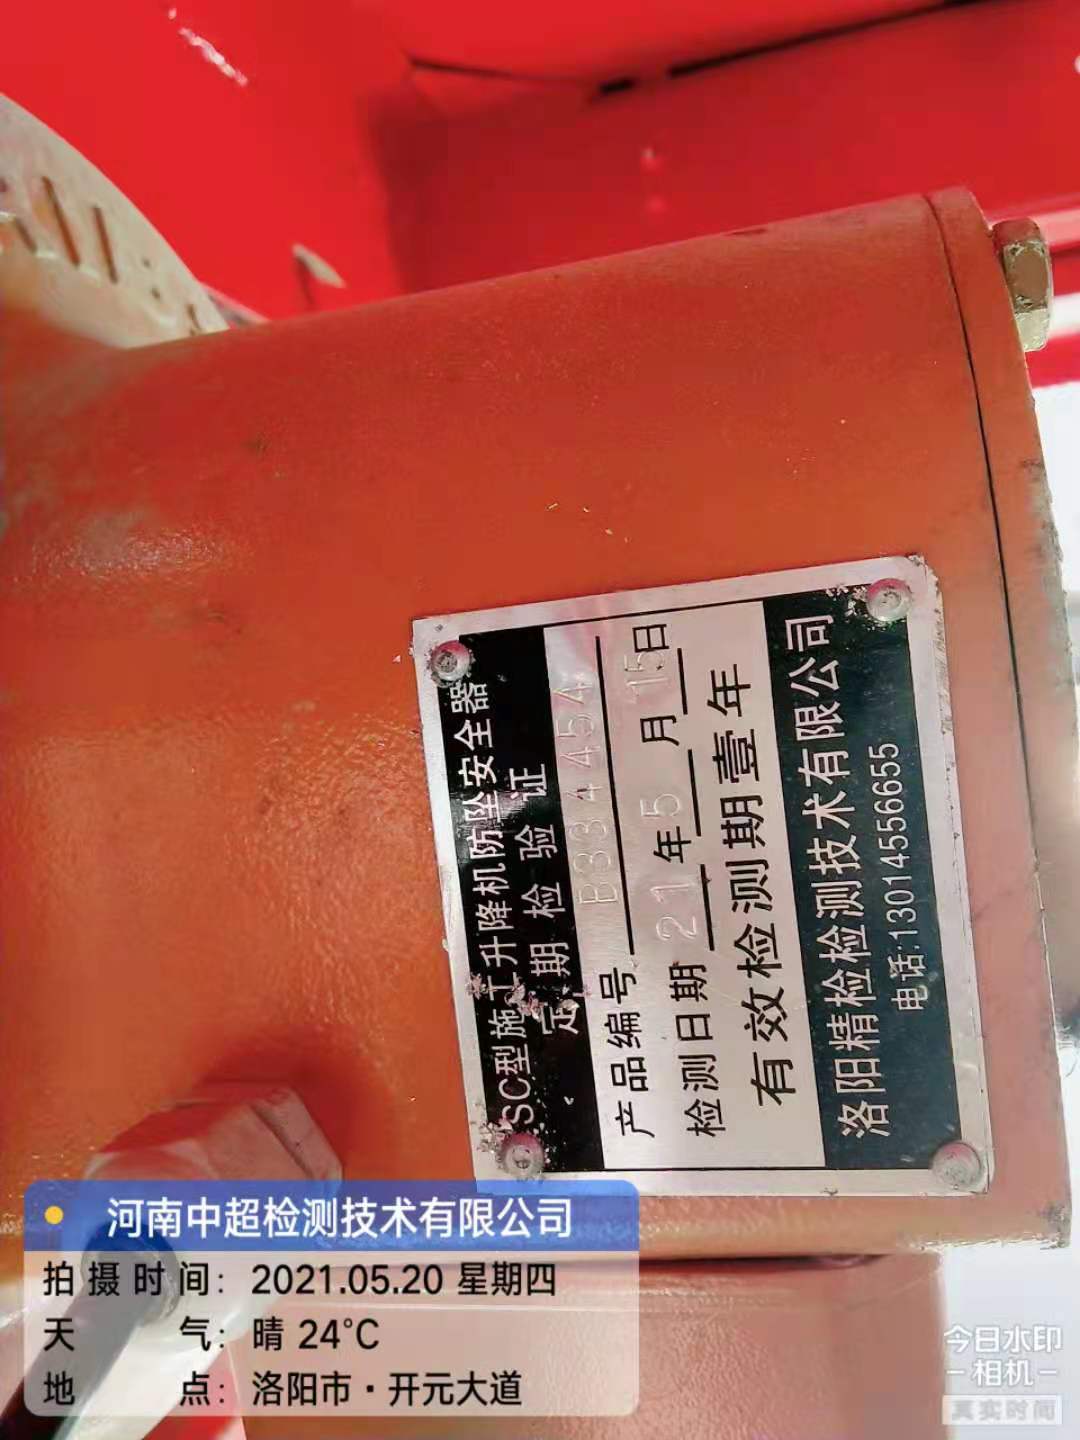 SC型施工升降机防坠安全器
定期检验证
产品编号 B334454
检测日期 21年5月15日
有效检测期壹年
洛阳精检检测技术有限公司
电话:13014556655
河南中超检测技术有限公司
拍摄时间: 2021.05.20 星期四
天气: 晴 24℃
地点: 洛阳市·开元大道
今日水印
-相机-
真实时间